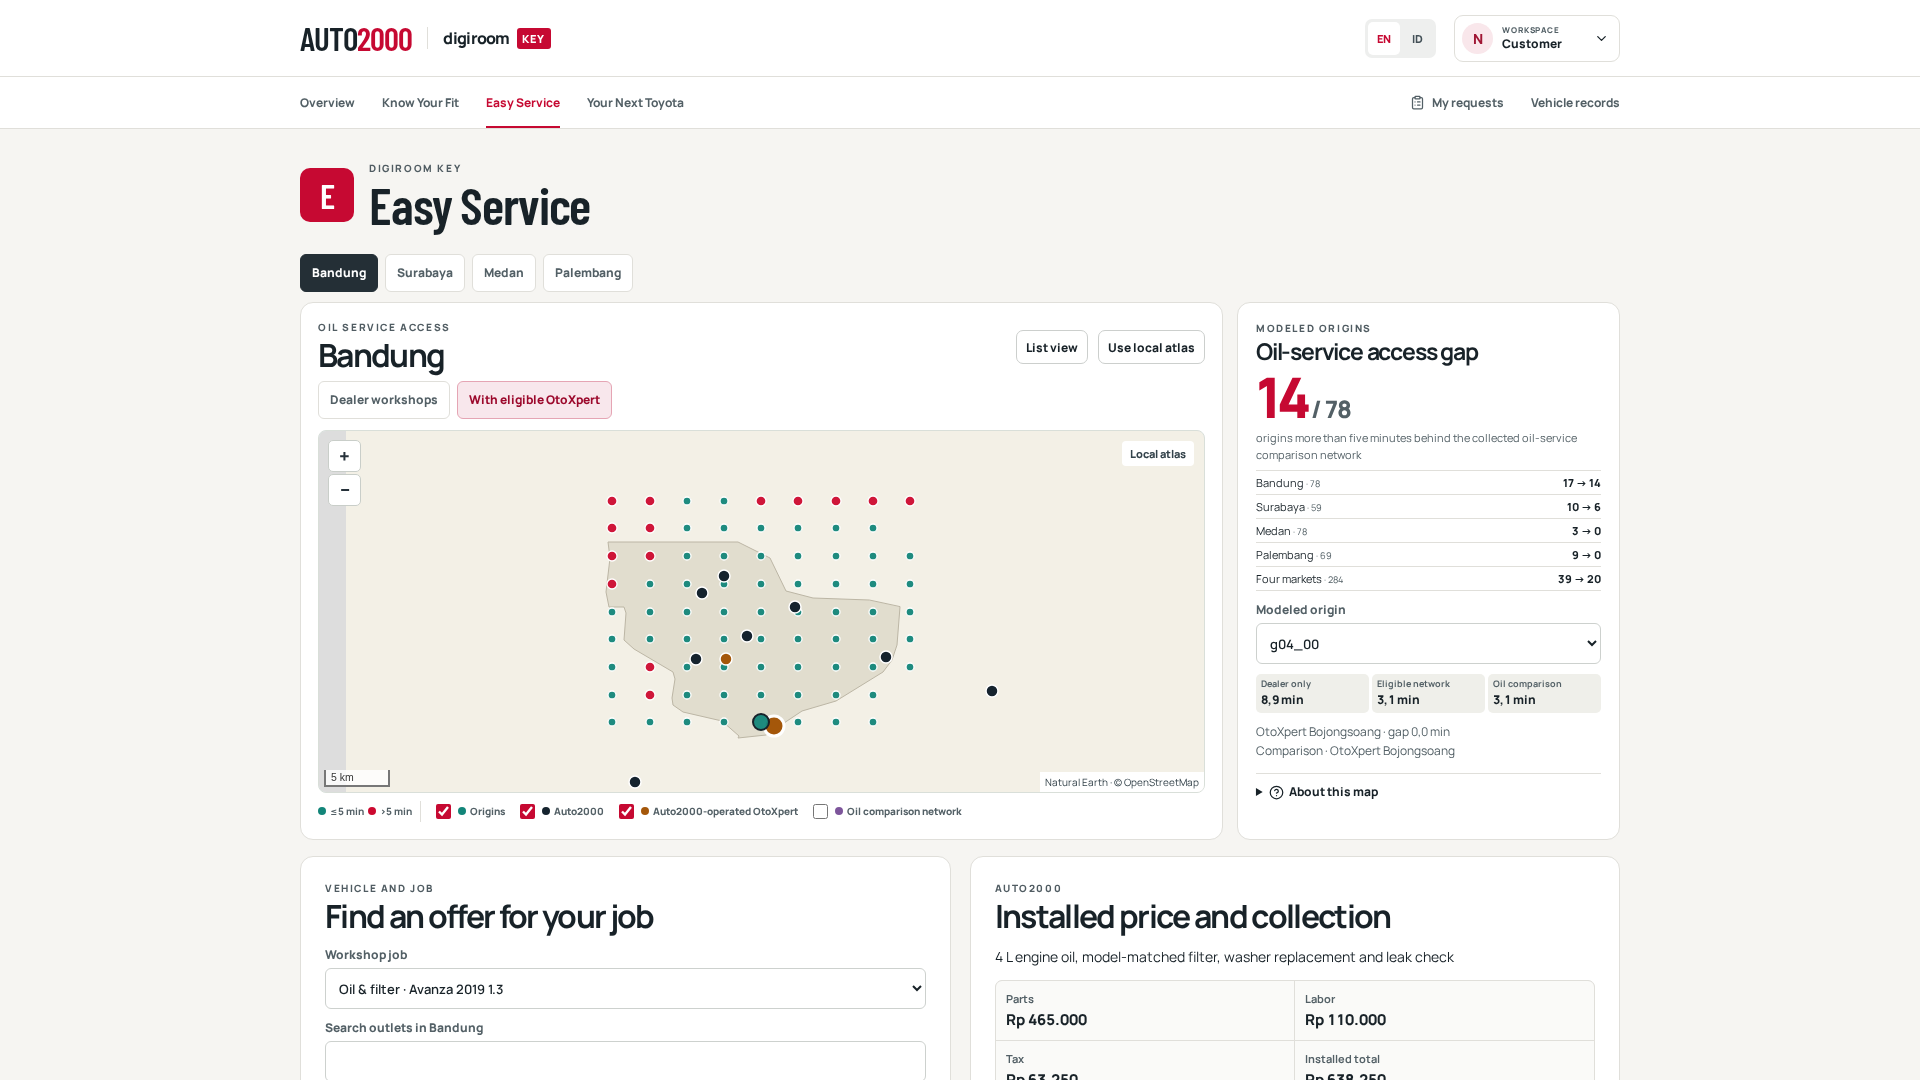 AUTO2000
digiroom KEY
EN ID
N
WORKSPACE
Customer
Overview Know Your Fit Easy Service Your Next Toyota My requests Vehicle records
E
DIGIROOM KEY
Easy Service
Bandung Surabaya Medan Palembang
OIL SERVICE ACCESS
Bandung
List view Use local atlas
Dealer workshops With eligible OtoXpert
+
−
Local atlas
5 km
Natural Earth · © OpenStreetMap
≤5 min >5 min Origins Auto2000 Auto2000-operated OtoXpert Oil comparison network
MODELED ORIGINS
Oil-service access gap
14 / 78
origins more than five minutes behind the collected oil-service
comparison network
Bandung · 78 17 → 14
Surabaya · 59 10 → 6
Medan · 78 3 → 0
Palembang · 69 9 → 0
Four markets · 284 39 → 20
Modeled origin
g04_00
Dealer only Eligible network Oil comparison
8,9 min 3,1 min 3,1 min
OtoXpert Bojongsoang · gap 0,0 min
Comparison · OtoXpert Bojongsoang
About this map
VEHICLE AND JOB
Find an offer for your job
Workshop job
Oil & filter · Avanza 2019 1.3
Search outlets in Bandung
AUTO2000
Installed price and collection
4 L engine oil, model-matched filter, washer replacement and leak check
Parts Labor
Rp 465.000 Rp 110.000
Tax Installed total
Rp 63.250 Rp 638.250